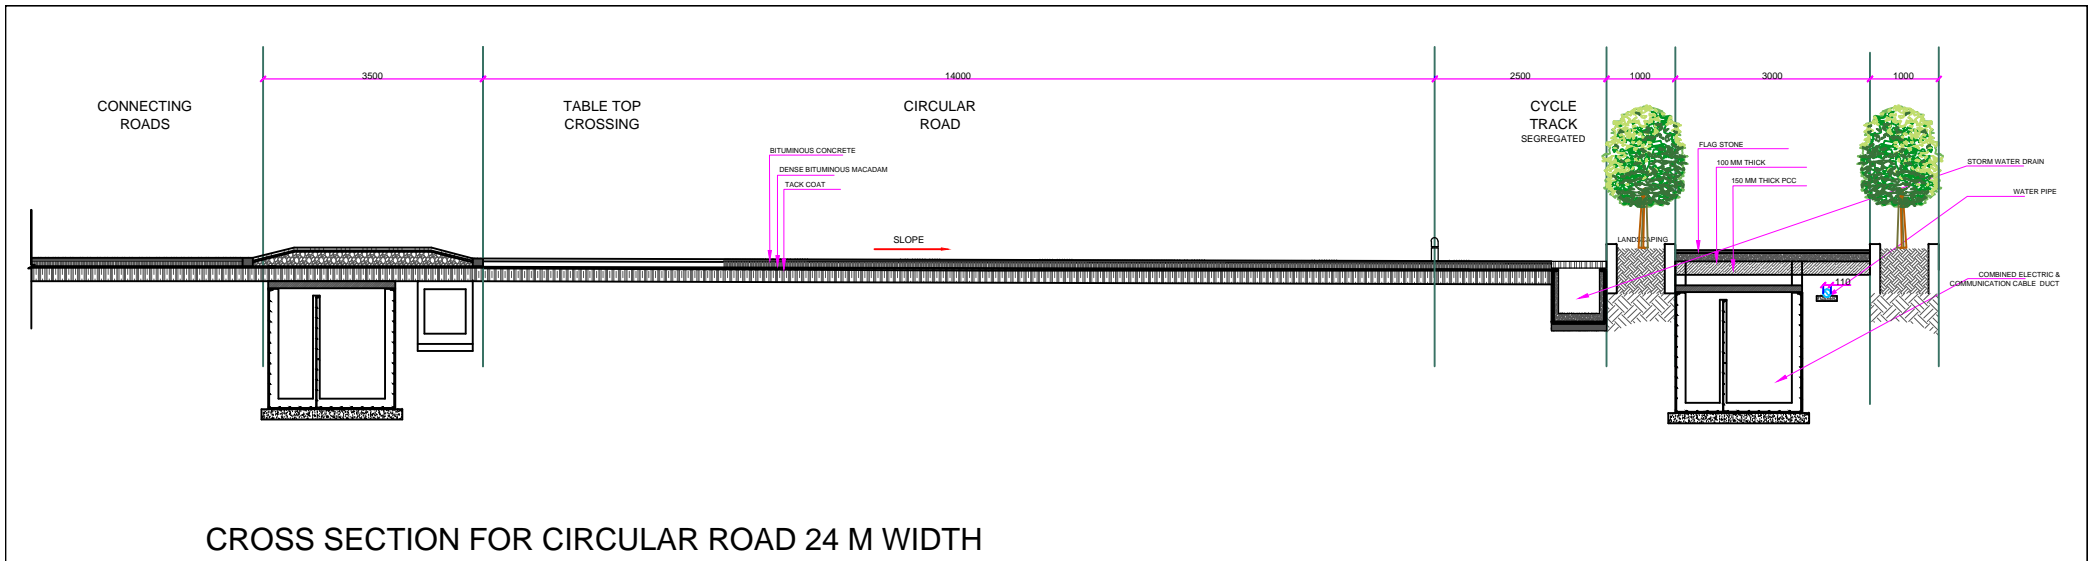 3500
14000
2500
1000
3000
1000
CONNECTING
ROADS
TABLE TOP
CROSSING
CIRCULAR
ROAD
CYCLE
TRACK
SEGREGATED
BITUMINOUS CONCRETE
DENSE BITUMINOUS MACADAM
TACK COAT
FLAG STONE
100 MM THICK
150 MM THICK PCC
STORM WATER DRAIN
WATER PIPE
SLOPE
LANDSCAPING
COMBINED ELECTRIC &
COMMUNICATION CABLE DUCT
110
CROSS SECTION FOR CIRCULAR ROAD 24 M WIDTH